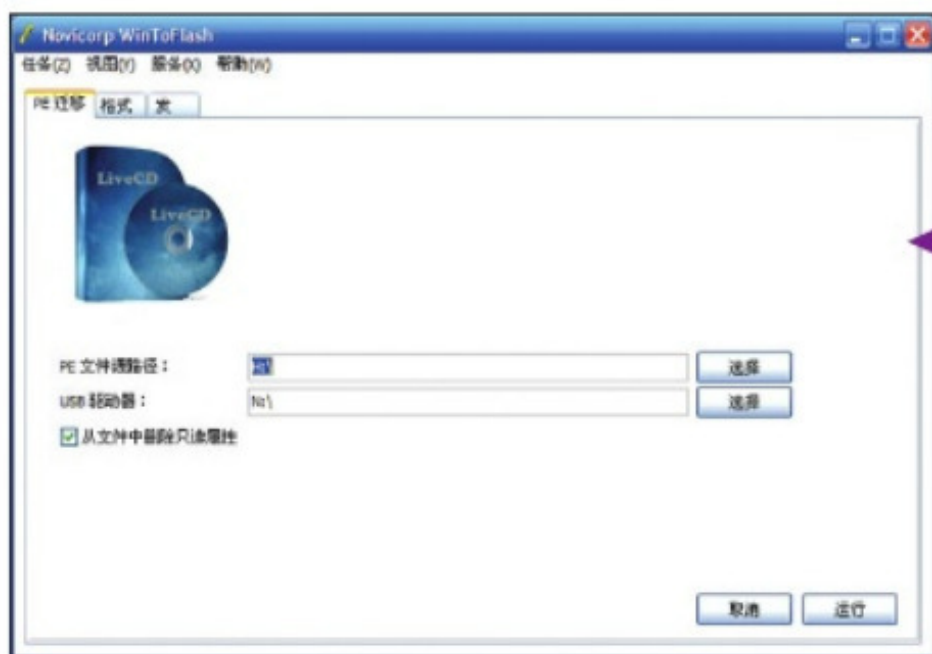 Novicorp WinToFlash
任务(Z) 视图(Y) 服务(X) 帮助(W)
PE 迁移 格式 发
LiveCD
LiveCD
PE 文件源路径： 选择
USB 驱动器： N:\ 选择
从文件中删除只读属性
取消 运行